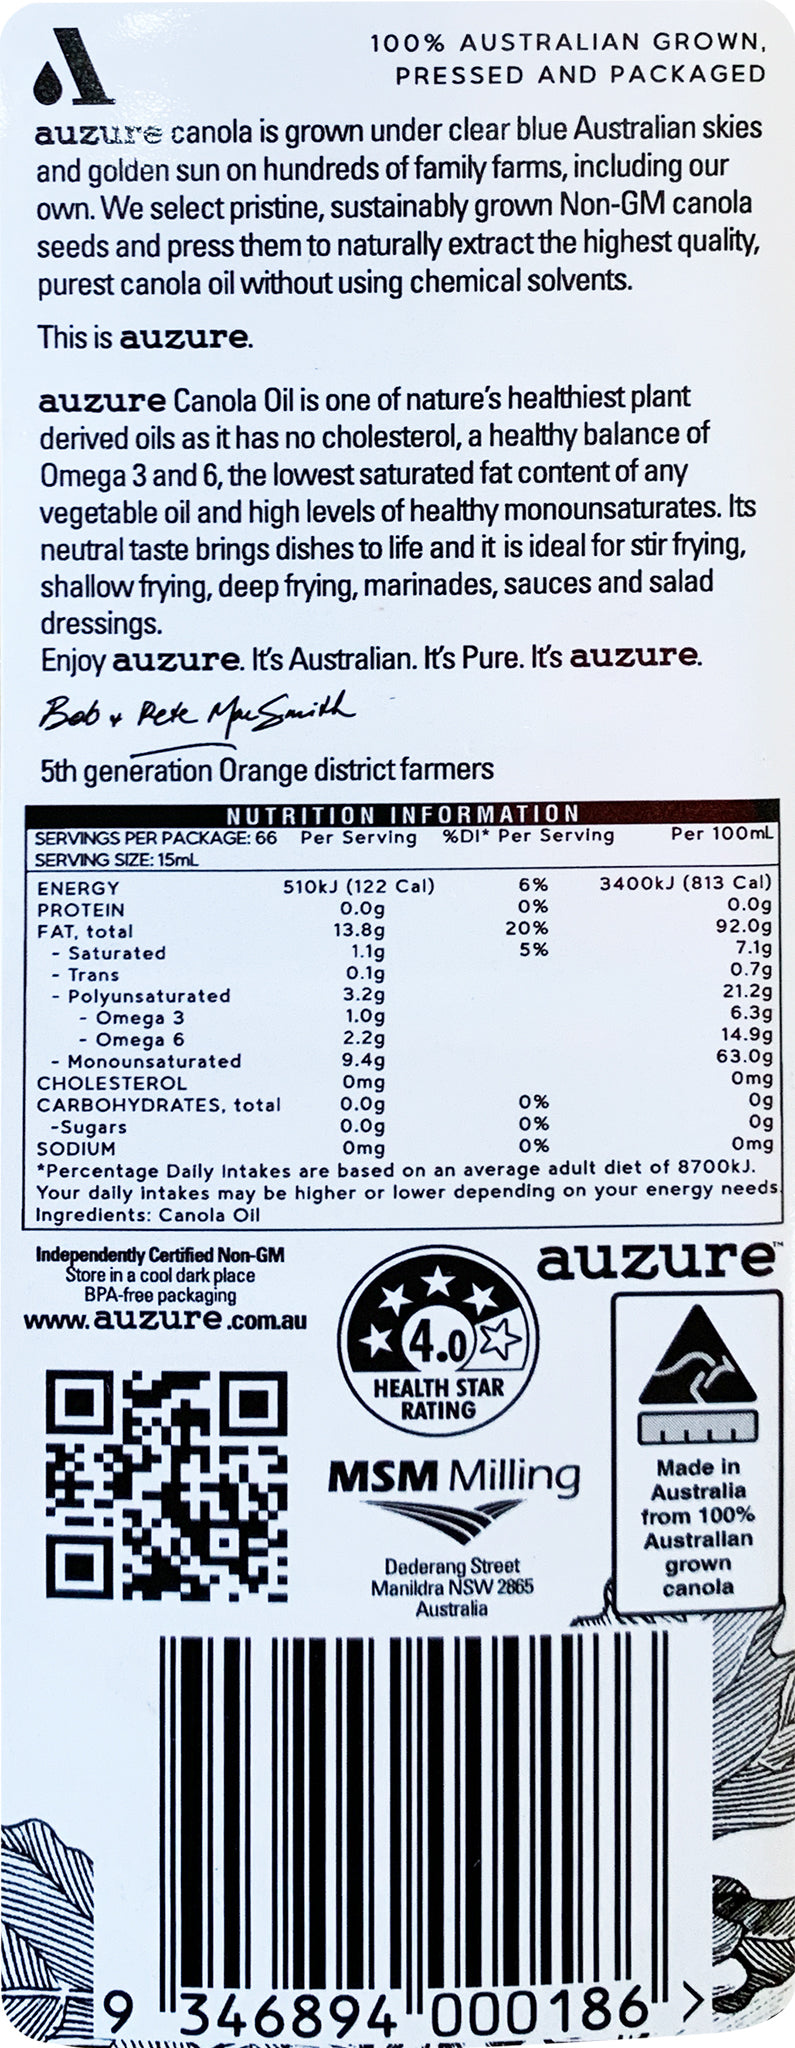 100% AUSTRALIAN GROWN,
PRESSED AND PACKAGED
auzure canola is grown under clear blue Australian skies
and golden sun on hundreds of family farms, including our
own. We select pristine, sustainably grown Non-GM canola
seeds and press them to naturally extract the highest quality,
purest canola oil without using chemical solvents.
This is auzure.
auzure Canola Oil is one of nature's healthiest plant
derived oils as it has no cholesterol, a healthy balance of
Omega 3 and 6, the lowest saturated fat content of any
vegetable oil and high levels of healthy monounsaturates. Its
neutral taste brings dishes to life and it is ideal for stir frying,
shallow frying, deep frying, marinades, sauces and salad
dressings.
Enjoy auzure. It's Australian. It's Pure. It's auzure.
Bob + Pete MacSmith
5th generation Orange district farmers
NUTRITION INFORMATION
SERVINGS PER PACKAGE: 66 Per Serving %DI* Per Serving Per 100mL
SERVING SIZE: 15mL
ENERGY 510kJ (122 Cal) 6% 3400kJ (813 Cal)
PROTEIN 0.0g 0% 0.0g
FAT, total 13.8g 20% 92.0g
- Saturated 1.1g 5% 7.1g
- Trans 0.1g 0.7g
- Polyunsaturated 3.2g 21.2g
- Omega 3 1.0g 6.3g
- Omega 6 2.2g 14.9g
- Monounsaturated 9.4g 63.0g
CHOLESTEROL 0mg 0mg
CARBOHYDRATES, total 0.0g 0% 0g
-Sugars 0.0g 0% 0g
SODIUM 0mg 0% 0mg
*Percentage Daily Intakes are based on an average adult diet of 8700kJ.
Your daily intakes may be higher or lower depending on your energy needs.
Ingredients: Canola Oil
Independently Certified Non-GM
Store in a cool dark place
BPA-free packaging
www.auzure.com.au
4.0
HEALTH STAR
RATING
auzure™
MSM Milling
Dederang Street
Manildra NSW 2865
Australia
Made in
Australia
from 100%
Australian
grown
canola
9 346894 000186 >